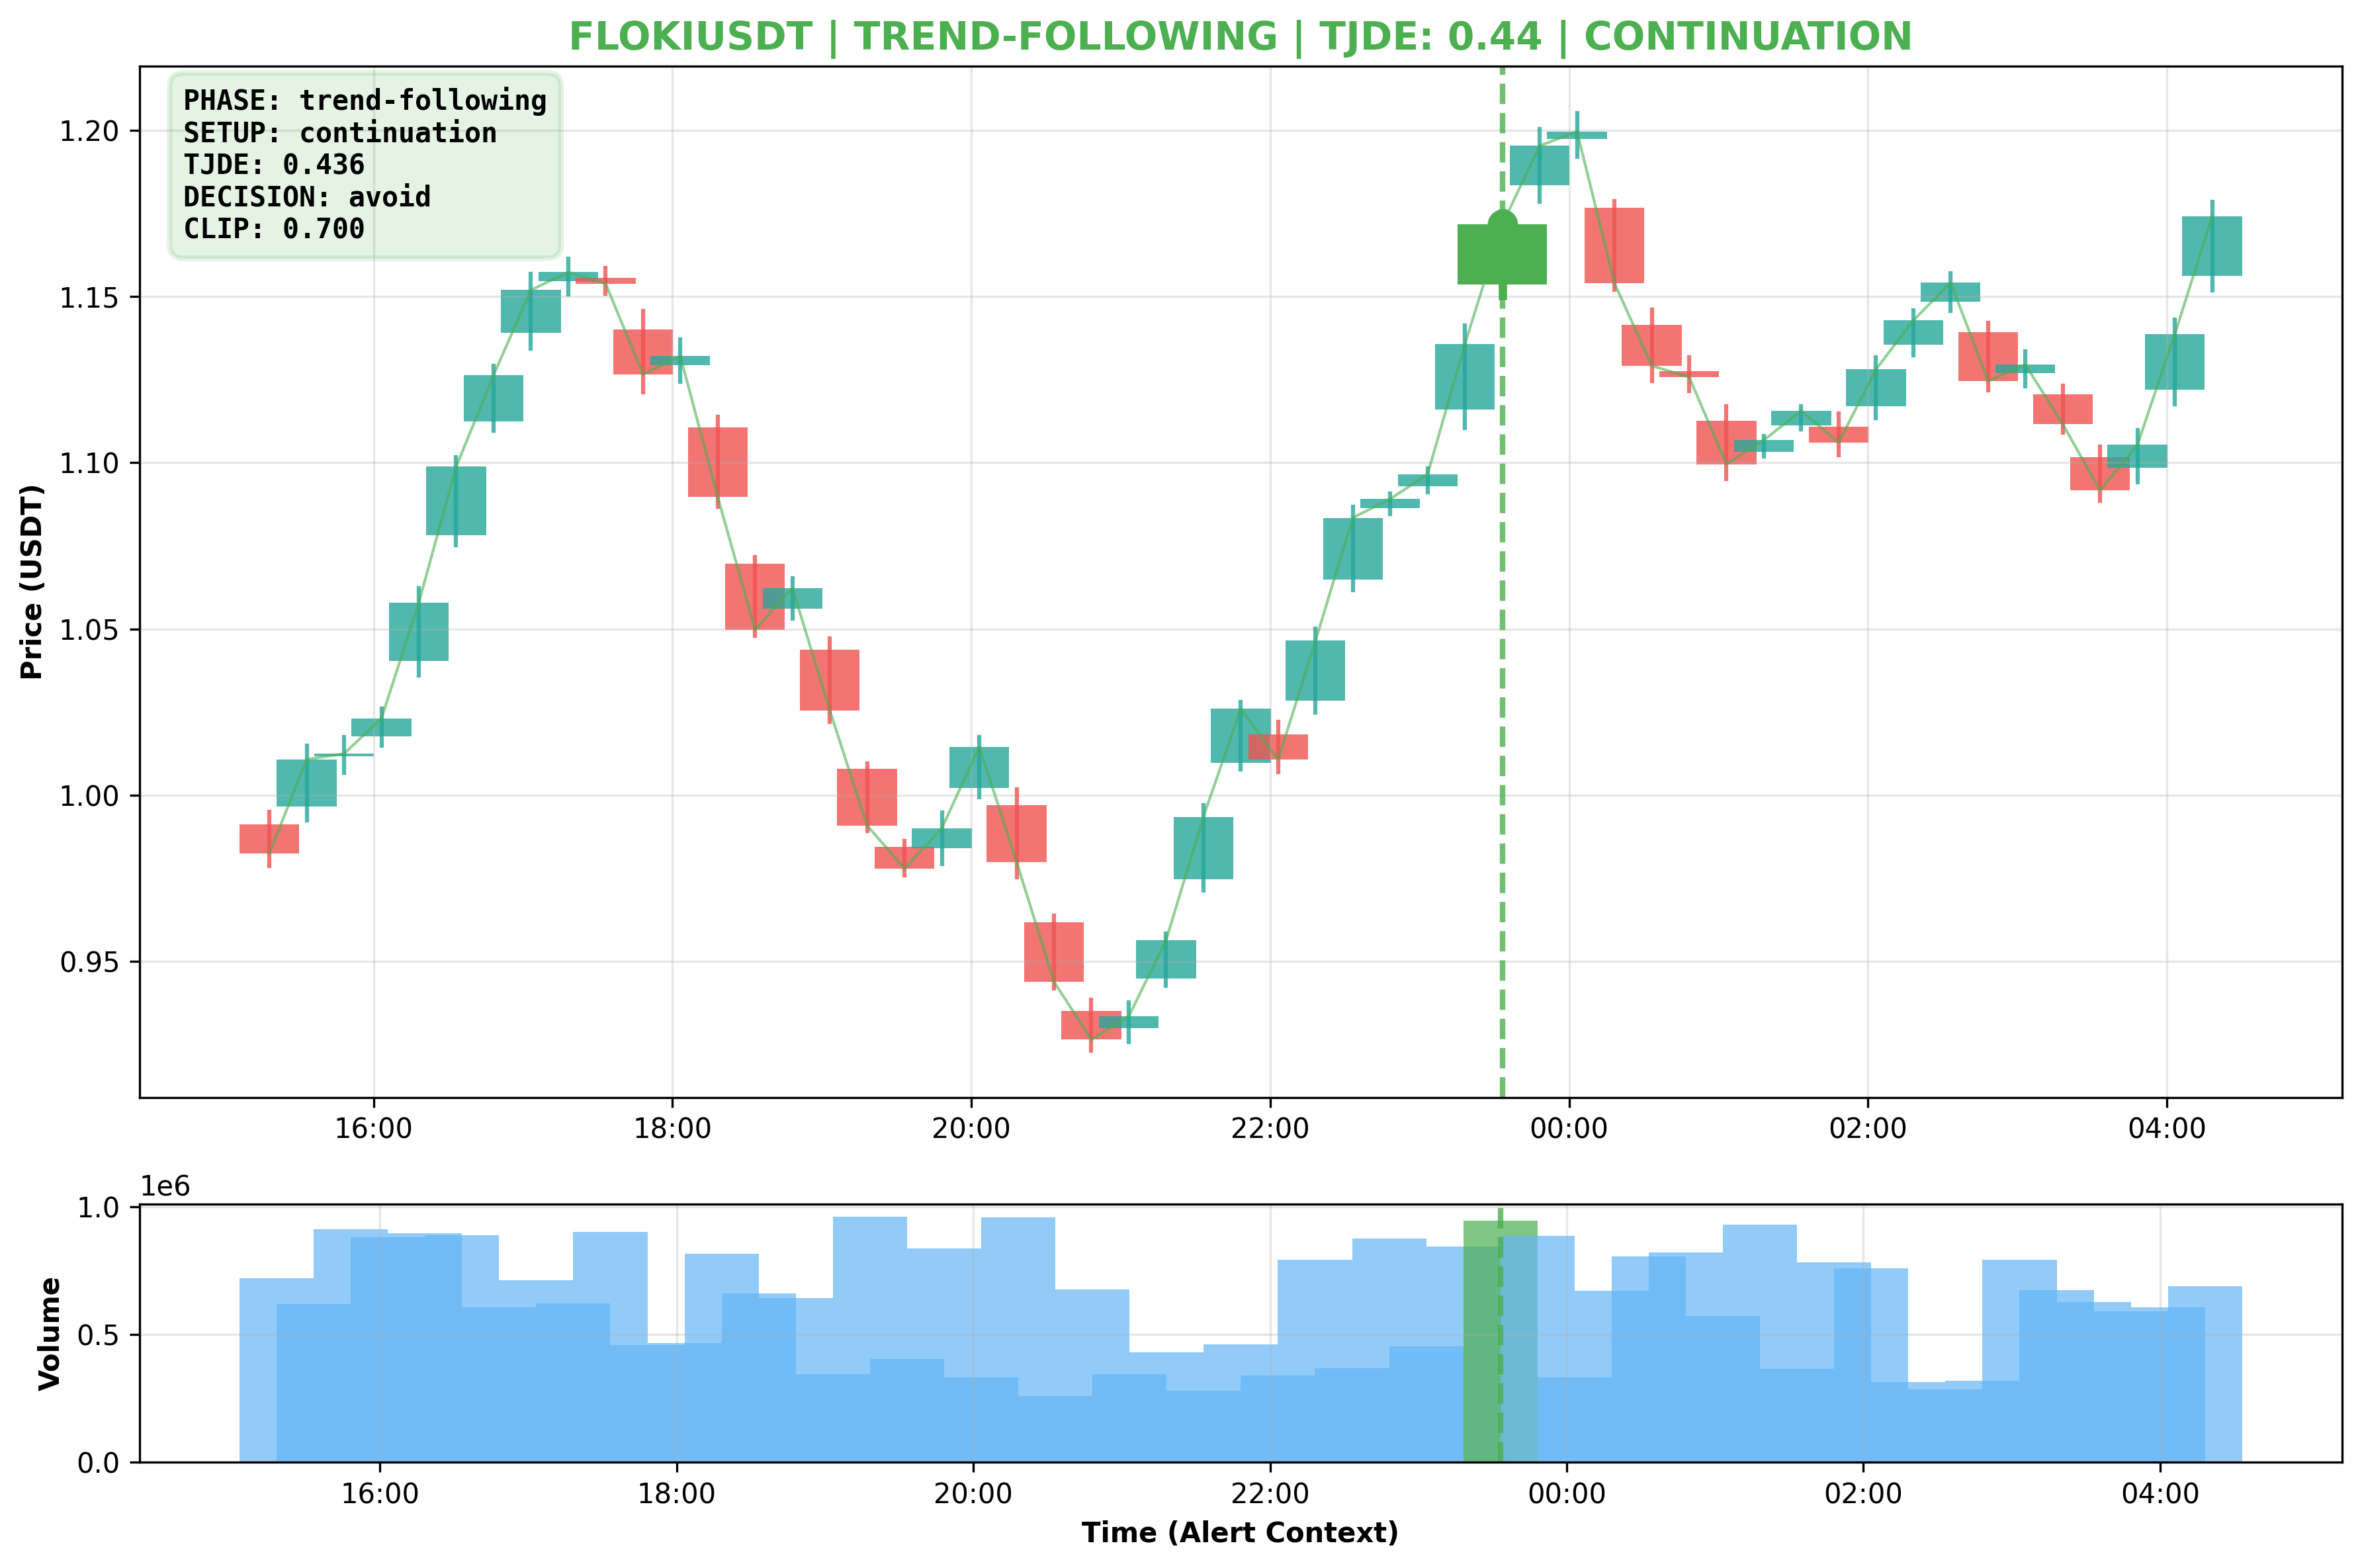 FLOKIUSDT | TREND-FOLLOWING | TJDE: 0.44 | CONTINUATION
PHASE: trend-following
SETUP: continuation
TJDE: 0.436
DECISION: avoid
CLIP: 0.700
Price (USDT)
1.20
1.15
1.10
1.05
1.00
0.95
16:00 18:00 20:00 22:00 00:00 02:00 04:00
1e6
Volume
1.0
0.5
0.0
16:00 18:00 20:00 22:00 00:00 02:00 04:00
Time (Alert Context)